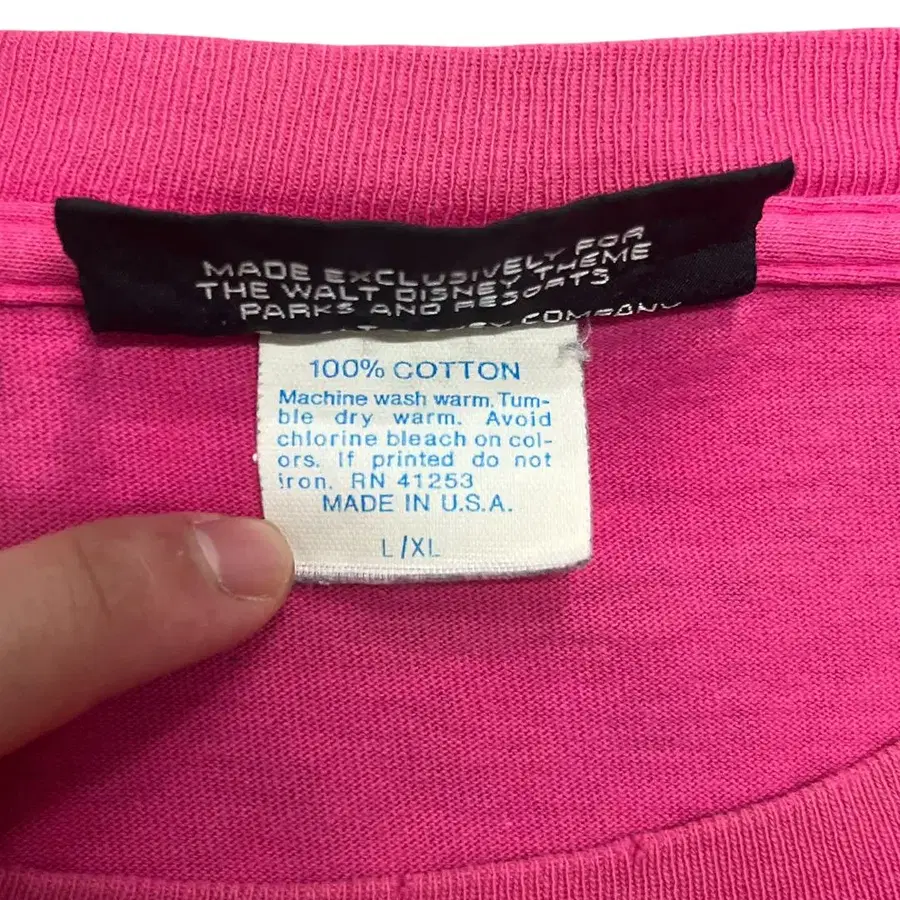 MADE EXCLUSIVELY FOR
THE WALT DISNEY THEME
PARKS AND RESORTS
COMPANY
100% COTTON
Machine wash warm, Tum-
ble dry warm. Avoid
chlorine bleach on col-
ors. If printed do not
iron. RN 41253
MADE IN U.S.A.
L/XL